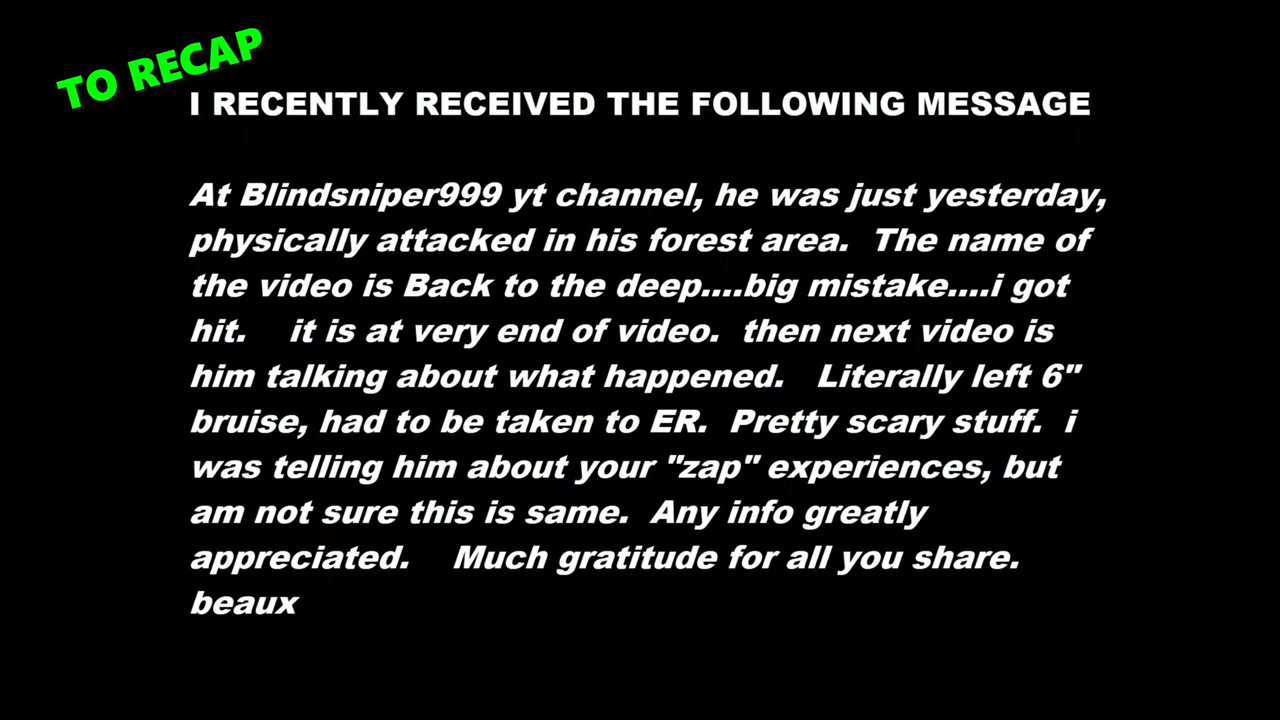 TO RECAP
I RECENTLY RECEIVED THE FOLLOWING MESSAGE
At Blindsniper999 yt channel, he was just yesterday,
physically attacked in his forest area.  The name of
the video is Back to the deep....big mistake....i got
hit.    it is at very end of video.  then next video is
him talking about what happened.   Literally left 6"
bruise, had to be taken to ER.  Pretty scary stuff.  i
was telling him about your "zap" experiences, but
am not sure this is same.  Any info greatly
appreciated.    Much gratitude for all you share.
beaux